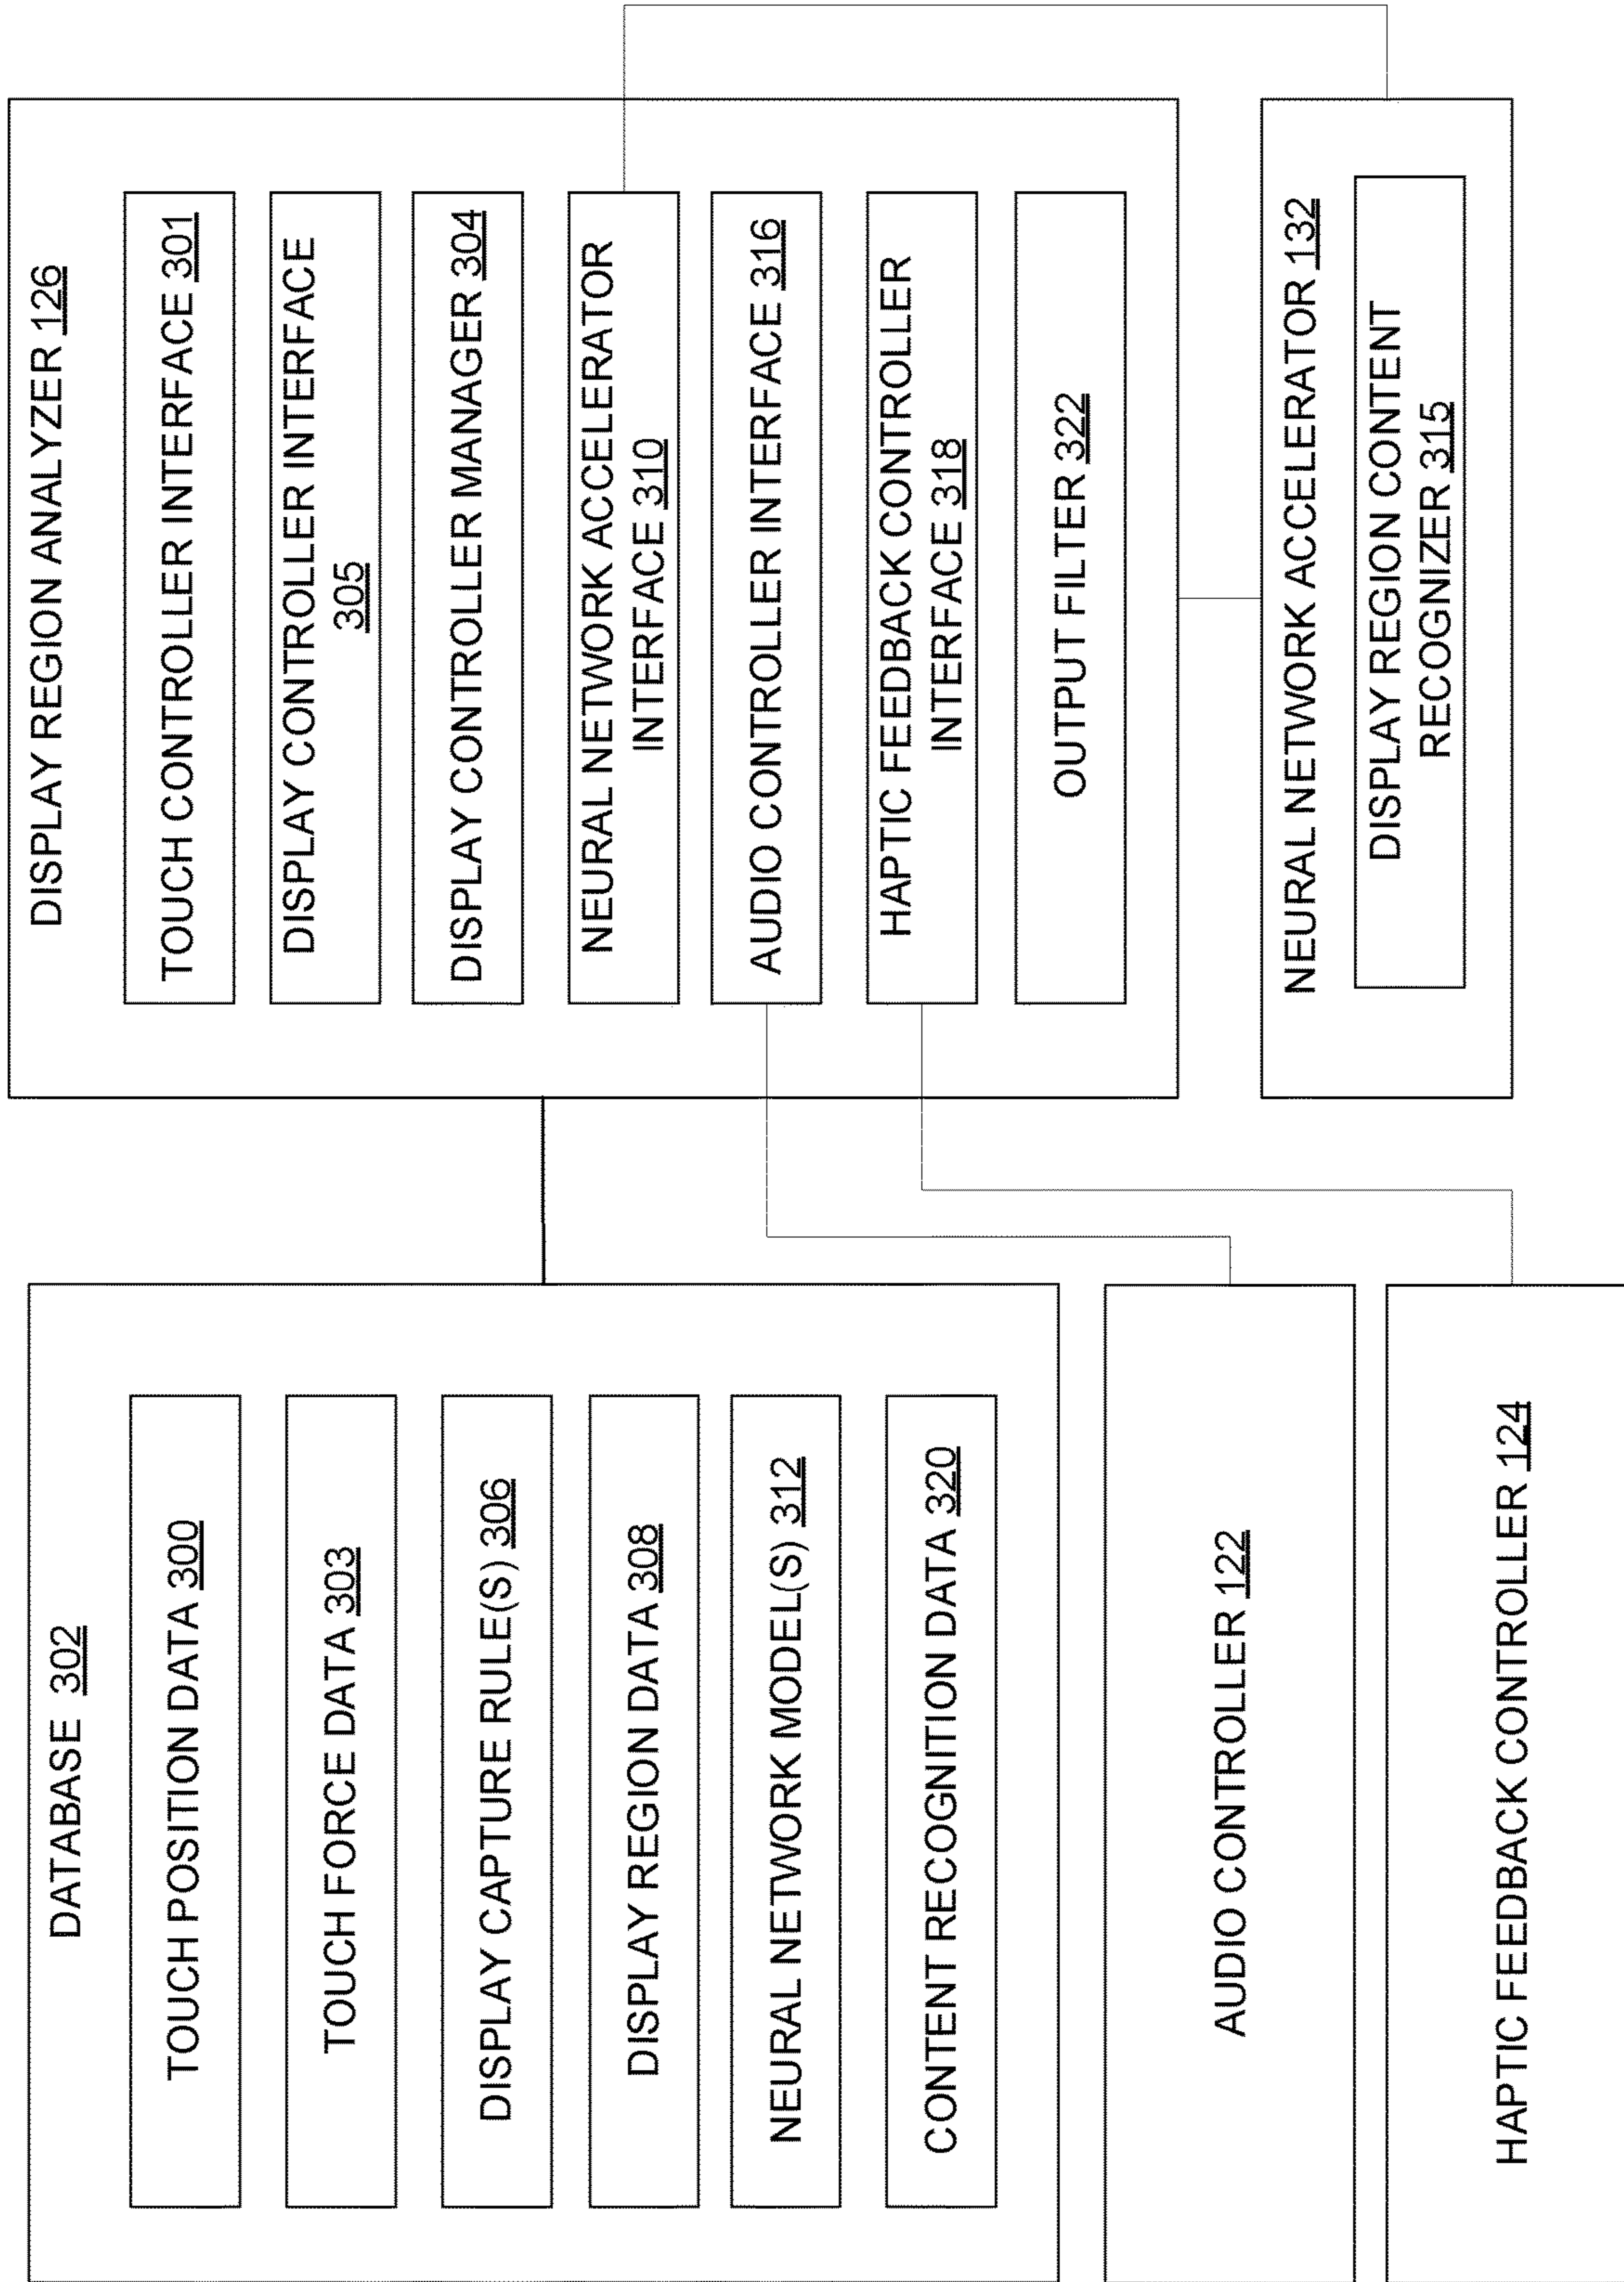 DATABASE 302
TOUCH POSITION DATA 300
TOUCH FORCE DATA 303
DISPLAY CAPTURE RULE(S) 306
DISPLAY REGION DATA 308
NEURAL NETWORK MODEL(S) 312
CONTENT RECOGNITION DATA 320
AUDIO CONTROLLER 122
HAPTIC FEEDBACK CONTROLLER 124
DISPLAY REGION ANALYZER 126
TOUCH CONTROLLER INTERFACE 301
DISPLAY CONTROLLER INTERFACE
305
DISPLAY CONTROLLER MANAGER 304
NEURAL NETWORK ACCELERATOR
INTERFACE 310
AUDIO CONTROLLER INTERFACE 316
HAPTIC FEEDBACK CONTROLLER
INTERFACE 318
OUTPUT FILTER 322
NEURAL NETWORK ACCELERATOR 132
DISPLAY REGION CONTENT
RECOGNIZER 315